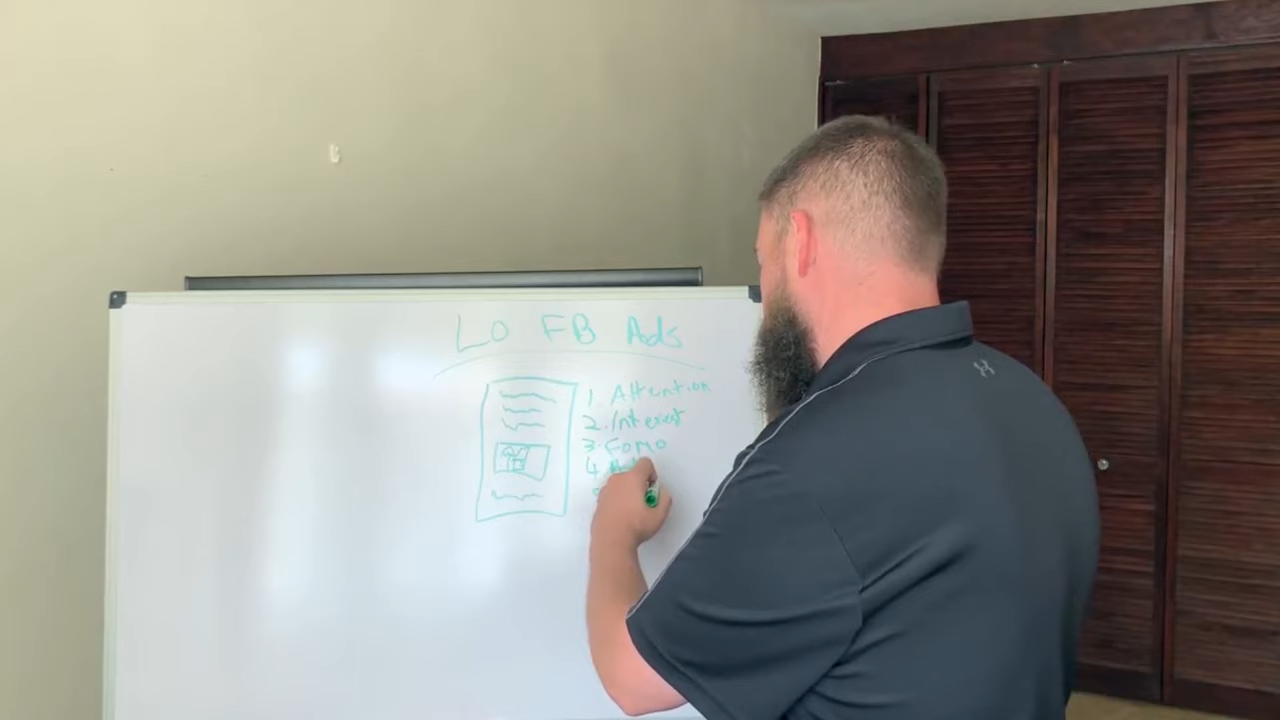 Lo FB Ads
1. Attention
2. Interest
3. FOMO
4.